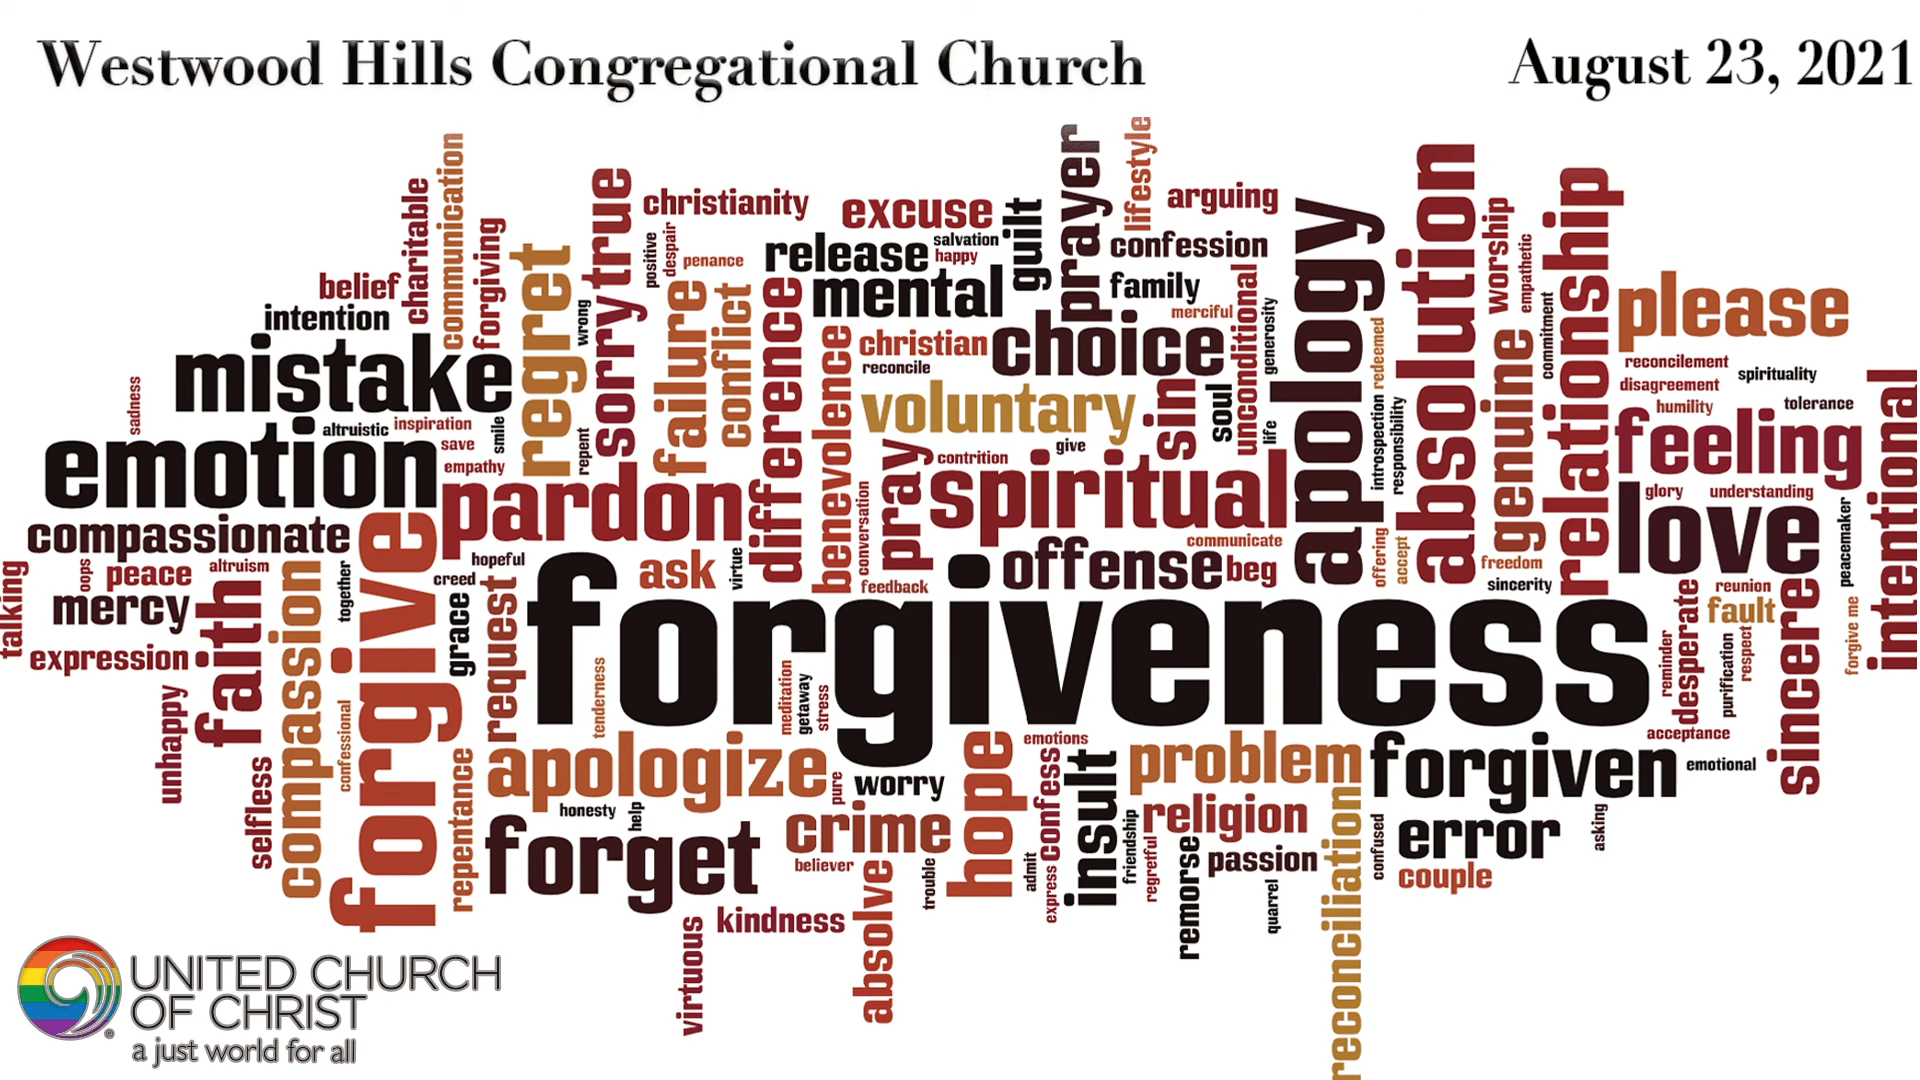 Westwood Hills Congregational Church
August 23, 2021
communication
charitable
forgiving
belief
intention
mistake
sadness
altruistic
inspiration
save
smile
empathy
emotion
regret
wrong
repent
true
sorry
christianity
positive
despair
penance
failure
conflict
excuse
release
salvation
happy
guilt
mental
difference
benevolence
christian
reconcile
choice
voluntary
give
prayer
lifestyle
arguing
confession
family
merciful
unconditional
generosity
sin
soul
life
apology
redeemed
introspection
responsibility
absolution
worship
empathetic
commitment
genuine
relationship
please
reconcilement
disagreement
spirituality
humility
tolerance
feeling
intentional
glory
understanding
love
peacemaker
pardon
conversation
pray
contrition
spiritual
communicate
offense
beg
feedback
offering
accept
freedom
sincerity
compassionate
oops
peace
altruism
mercy
talking
expression
faith
together
compassion
forgive
creed
hopeful
grace
request
ask
virtue
forgiveness
tenderness
meditation
getaway
stress
reunion
fault
desperate
reminder
purification
respect
sincere
forgive me
acceptance
unhappy
selfless
confessional
repentance
apologize
pure
worry
honesty
help
forget
crime
believer
hope
emotions
confess
express
admit
trouble
insult
problem
religion
friendship
regretful
remorse
passion
quarrel
reconciliation
forgiven
emotional
error
confused
asking
couple
kindness
virtuous
absolve
UNITED CHURCH
OF CHRIST
a just world for all